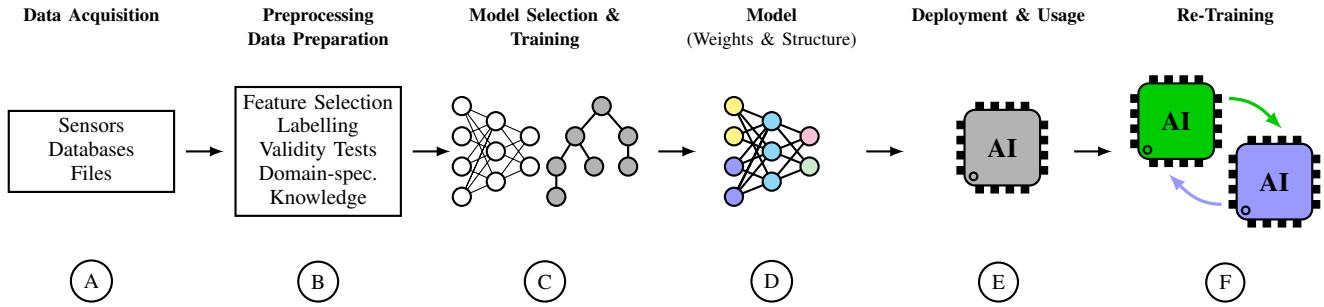 Data Acquisition
Preprocessing
Data Preparation
Model Selection &
Training
Model
(Weights & Structure)
Deployment & Usage
Re-Training
Sensors
Databases
Files
Feature Selection
Labelling
Validity Tests
Domain-spec.
Knowledge
AI
AI
AI
A
B
C
D
E
F